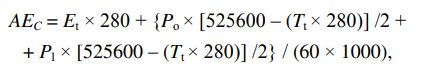 AE_C = E_t × 280 + {P_o × [525600 – (T_t × 280)] /2 +
+ P_l × [525600 – (T_t × 280)] /2} / (60 × 1000),